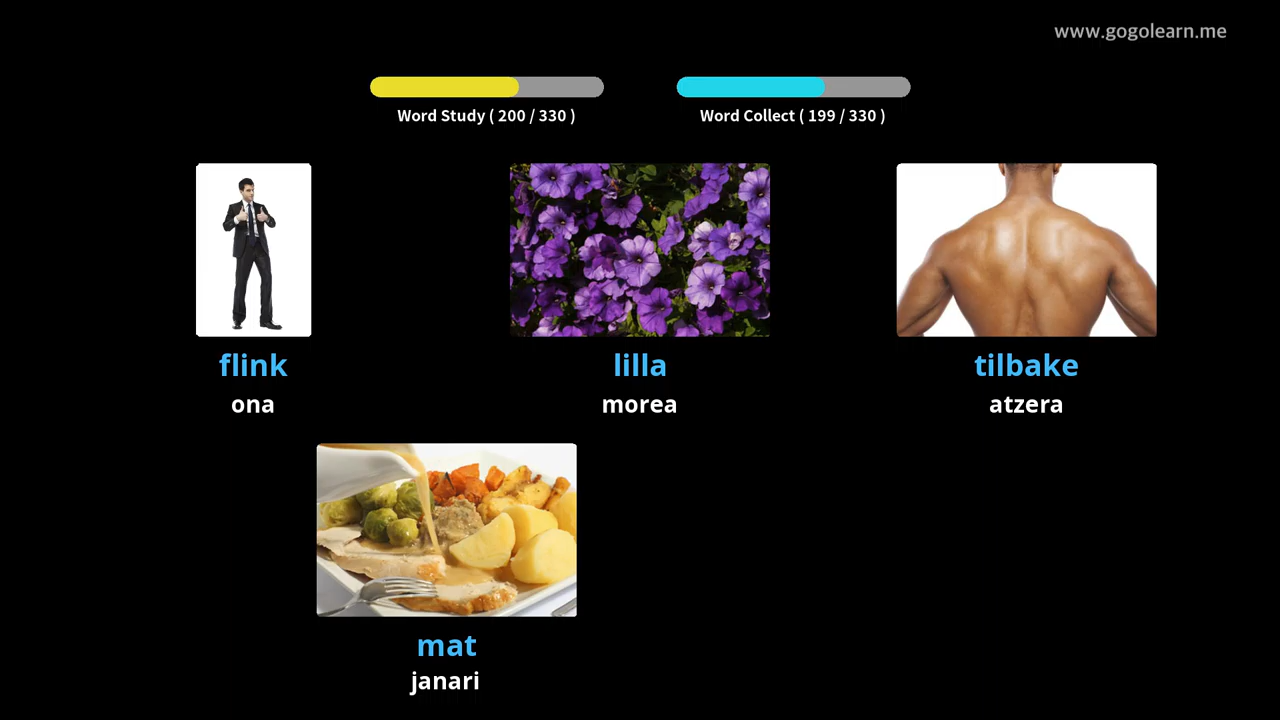 www.gogolearn.me
Word Study ( 200 / 330 )
Word Collect ( 199 / 330 )
flink
lilla
tilbake
ona
morea
atzera
mat
janari